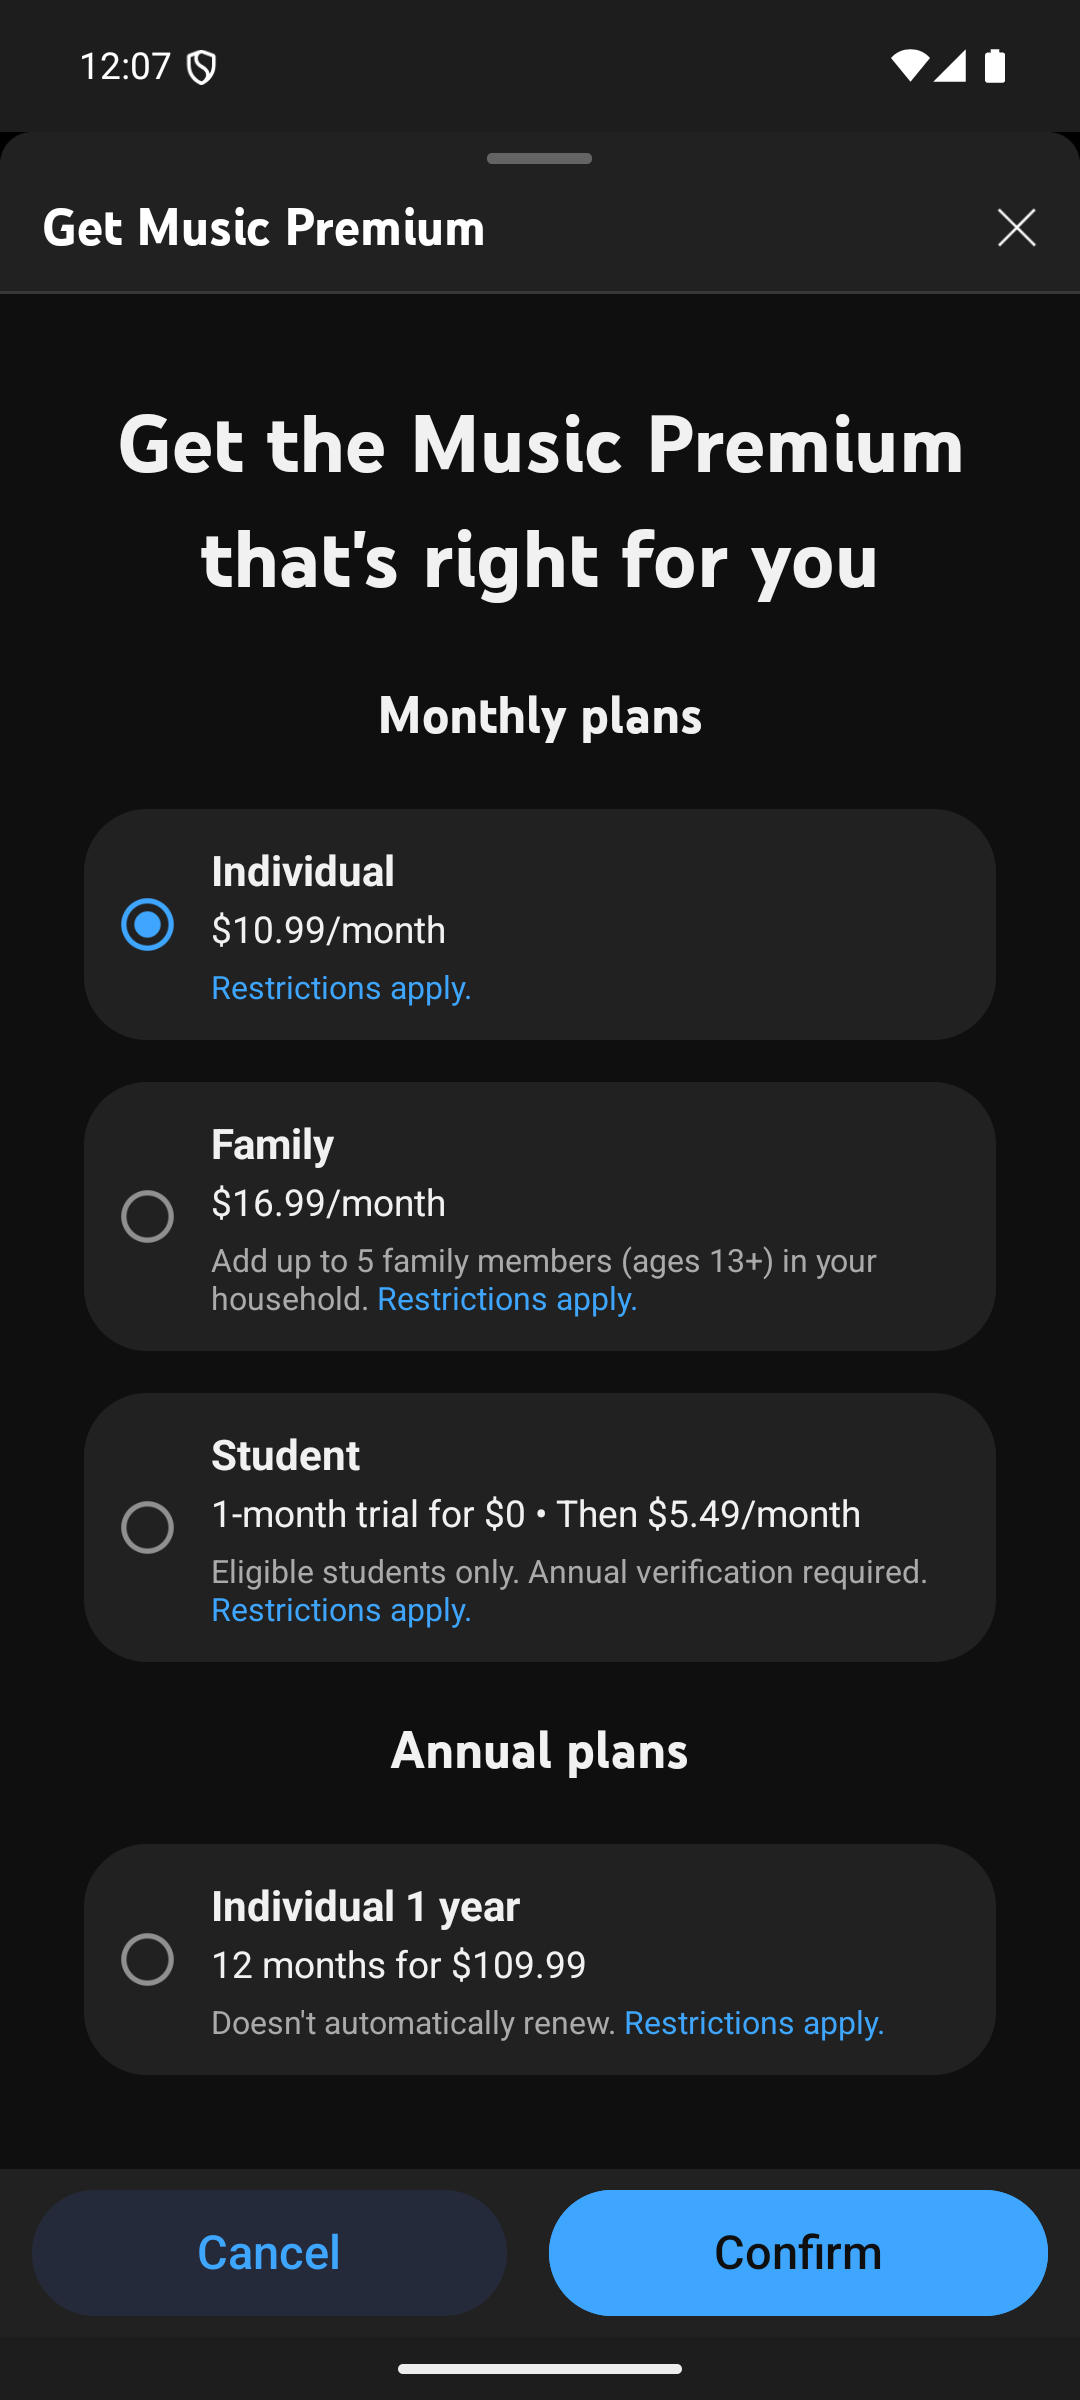 12:07
Get Music Premium
Get the Music Premium
that's right for you
Monthly plans
Individual
$10.99/month
Restrictions apply.
Family
$16.99/month
Add up to 5 family members (ages 13+) in your
household. Restrictions apply.
Student
1-month trial for $0 • Then $5.49/month
Eligible students only. Annual verification required.
Restrictions apply.
Annual plans
Individual 1 year
12 months for $109.99
Doesn't automatically renew. Restrictions apply.
Cancel
Confirm